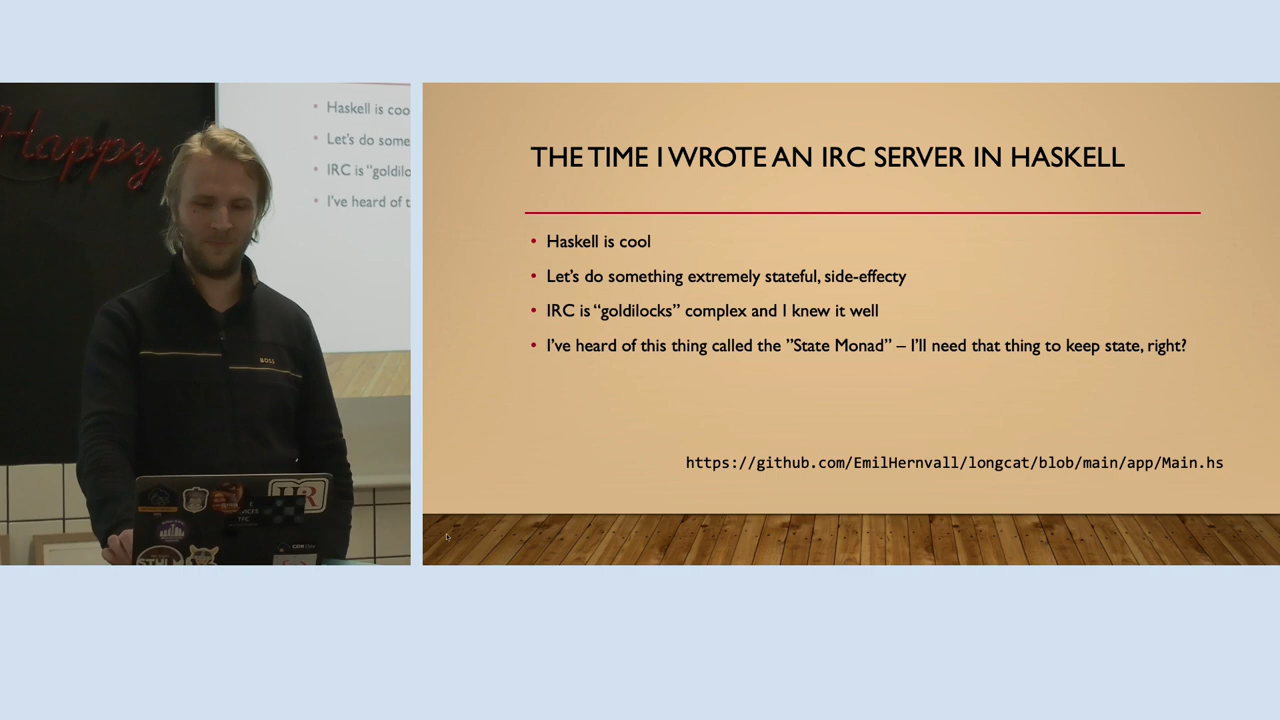 Happy
Haskell is coo
Let's do some
IRC is "goldilo
I've heard of t
BOSS
THE TIME I WROTE AN IRC SERVER IN HASKELL
Haskell is cool
Let's do something extremely stateful, side-effecty
IRC is "goldilocks" complex and I knew it well
I've heard of this thing called the "State Monad" – I'll need that thing to keep state, right?
https://github.com/EmilHernvall/longcat/blob/main/app/Main.hs